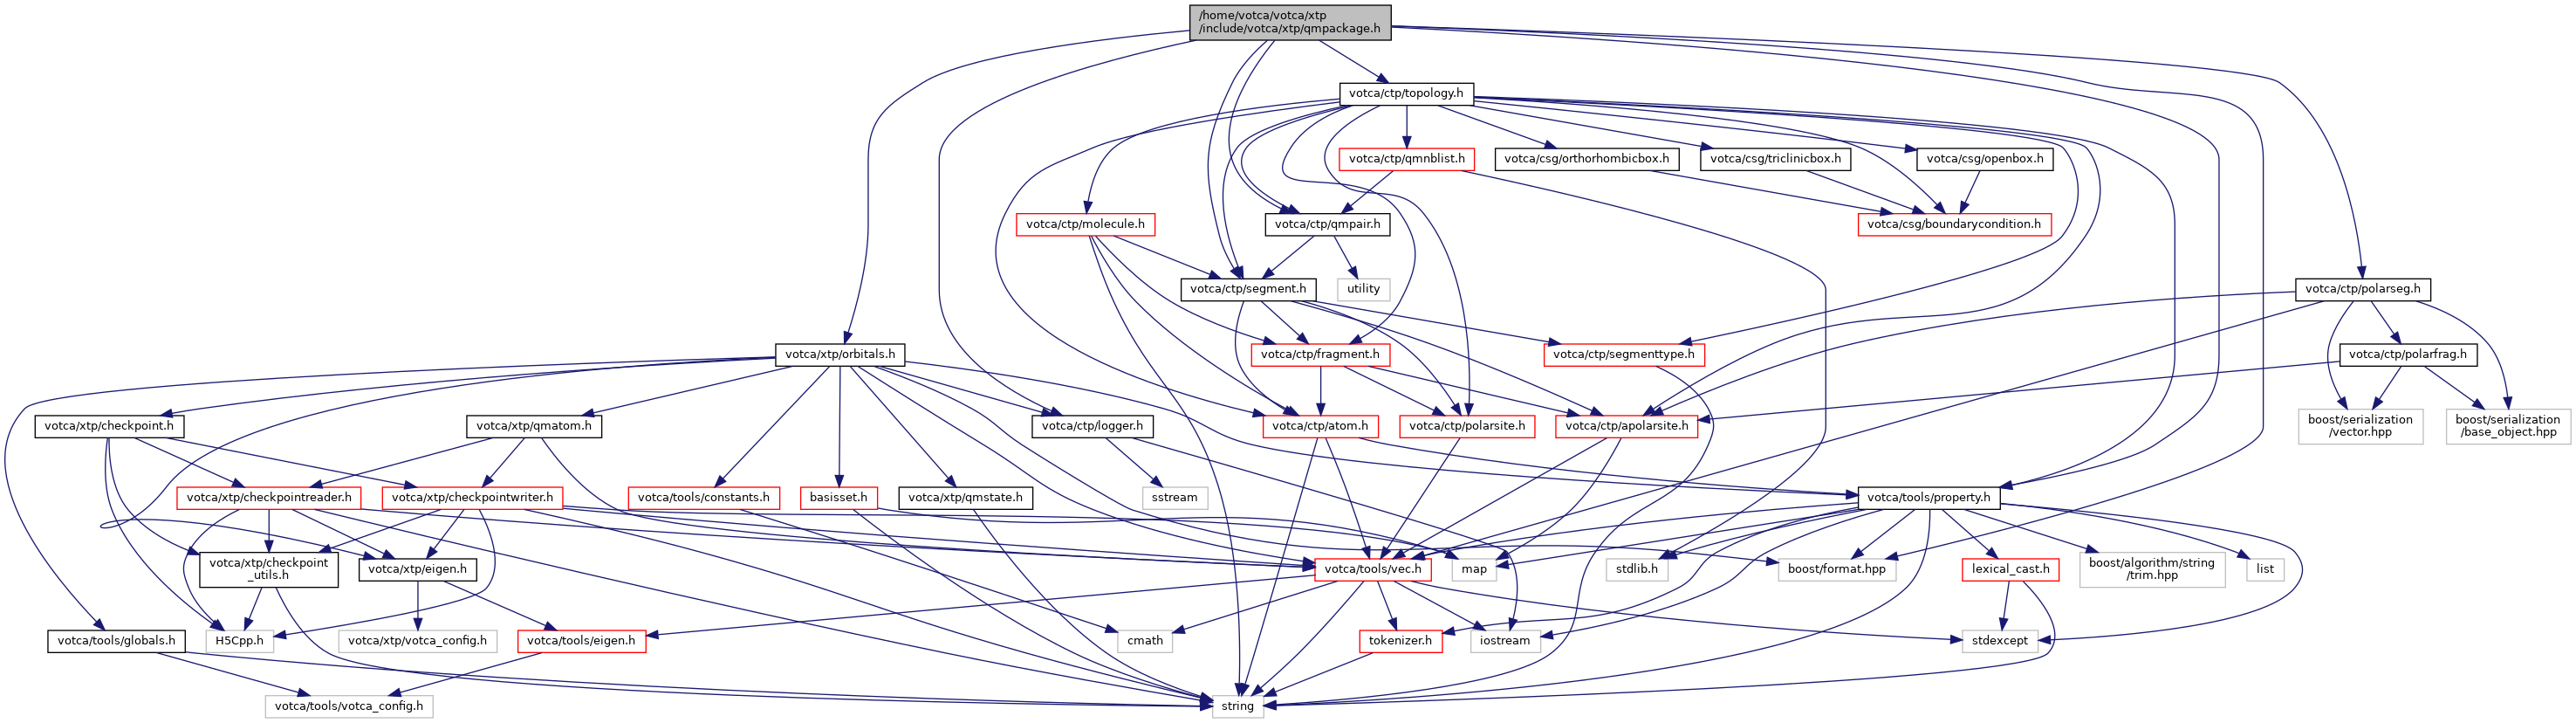 /home/votca/votca/xtp
/include/votca/xtp/qmpackage.h
votca/ctp/topology.h
votca/ctp/qmnblist.h
votca/csg/orthorhombicbox.h
votca/csg/triclinicbox.h
votca/csg/openbox.h
votca/ctp/molecule.h
votca/ctp/qmpair.h
votca/csg/boundarycondition.h
votca/ctp/segment.h
utility
votca/ctp/polarseg.h
votca/xtp/orbitals.h
votca/ctp/fragment.h
votca/ctp/segmenttype.h
votca/ctp/polarfrag.h
votca/xtp/checkpoint.h
votca/xtp/qmatom.h
votca/ctp/logger.h
votca/ctp/atom.h
votca/ctp/polarsite.h
votca/ctp/apolarsite.h
boost/serialization
/vector.hpp
boost/serialization
/base_object.hpp
votca/xtp/checkpointreader.h
votca/xtp/checkpointwriter.h
votca/tools/constants.h
basisset.h
votca/xtp/qmstate.h
sstream
votca/tools/property.h
votca/xtp/checkpoint
_utils.h
votca/xtp/eigen.h
votca/tools/vec.h
map
stdlib.h
boost/format.hpp
lexical_cast.h
boost/algorithm/string
/trim.hpp
list
votca/tools/globals.h
H5Cpp.h
votca/xtp/votca_config.h
votca/tools/eigen.h
cmath
tokenizer.h
iostream
stdexcept
votca/tools/votca_config.h
string